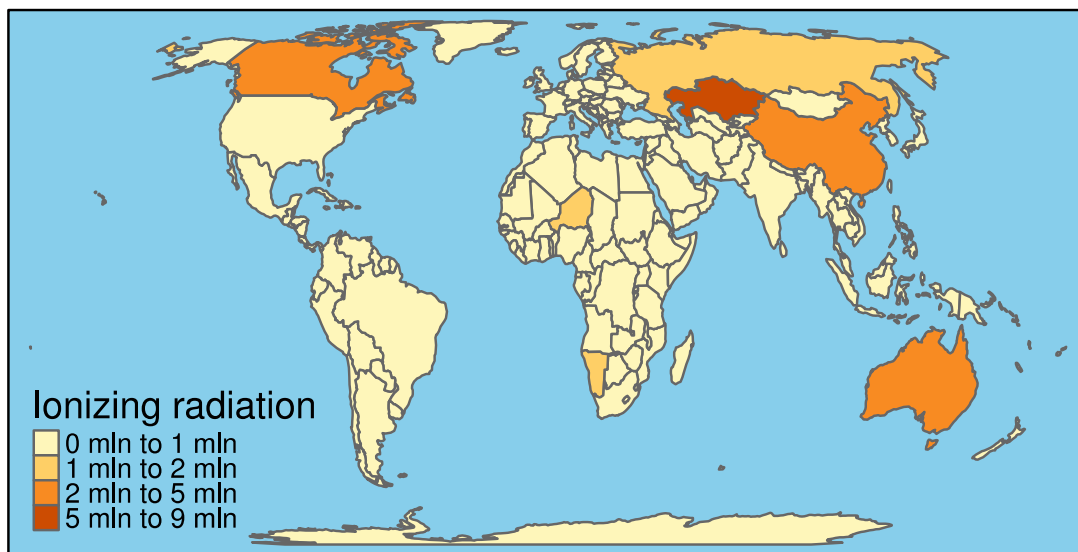 Ionizing radiation
0 mln to 1 mln
1 mln to 2 mln
2 mln to 5 mln
5 mln to 9 mln